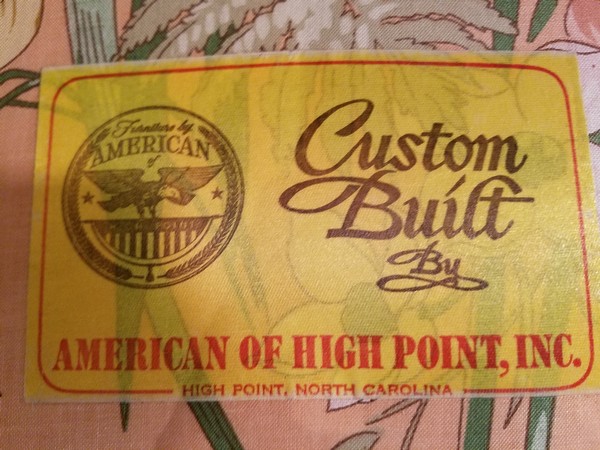 Furniture by
AMERICAN
of
HIGH POINT
Custom
Built
By
AMERICAN OF HIGH POINT, INC.
HIGH POINT, NORTH CAROLINA